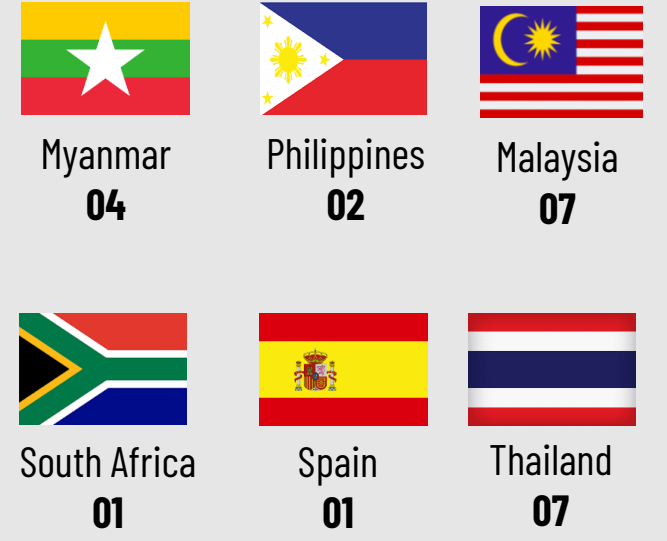 Myanmar
04
Philippines
02
Malaysia
07
South Africa
01
Spain
01
Thailand
07